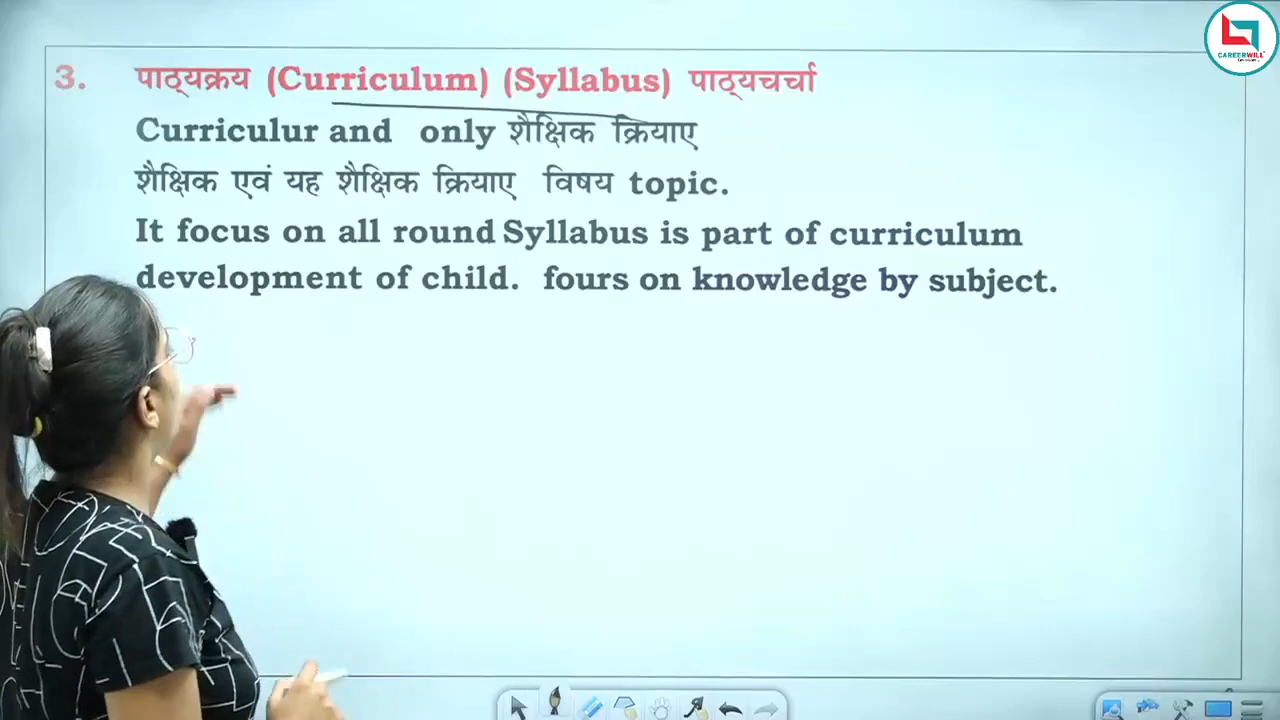 3. पाठ्यक्रय (Curriculum) (Syllabus) पाठ्यचर्चा
Curriculur and only शैक्षिक क्रियाए
शैक्षिक एवं यह शैक्षिक क्रियाए विषय topic.
It focus on all round Syllabus is part of curriculum
development of child. fours on knowledge by subject.
CAREERWILL